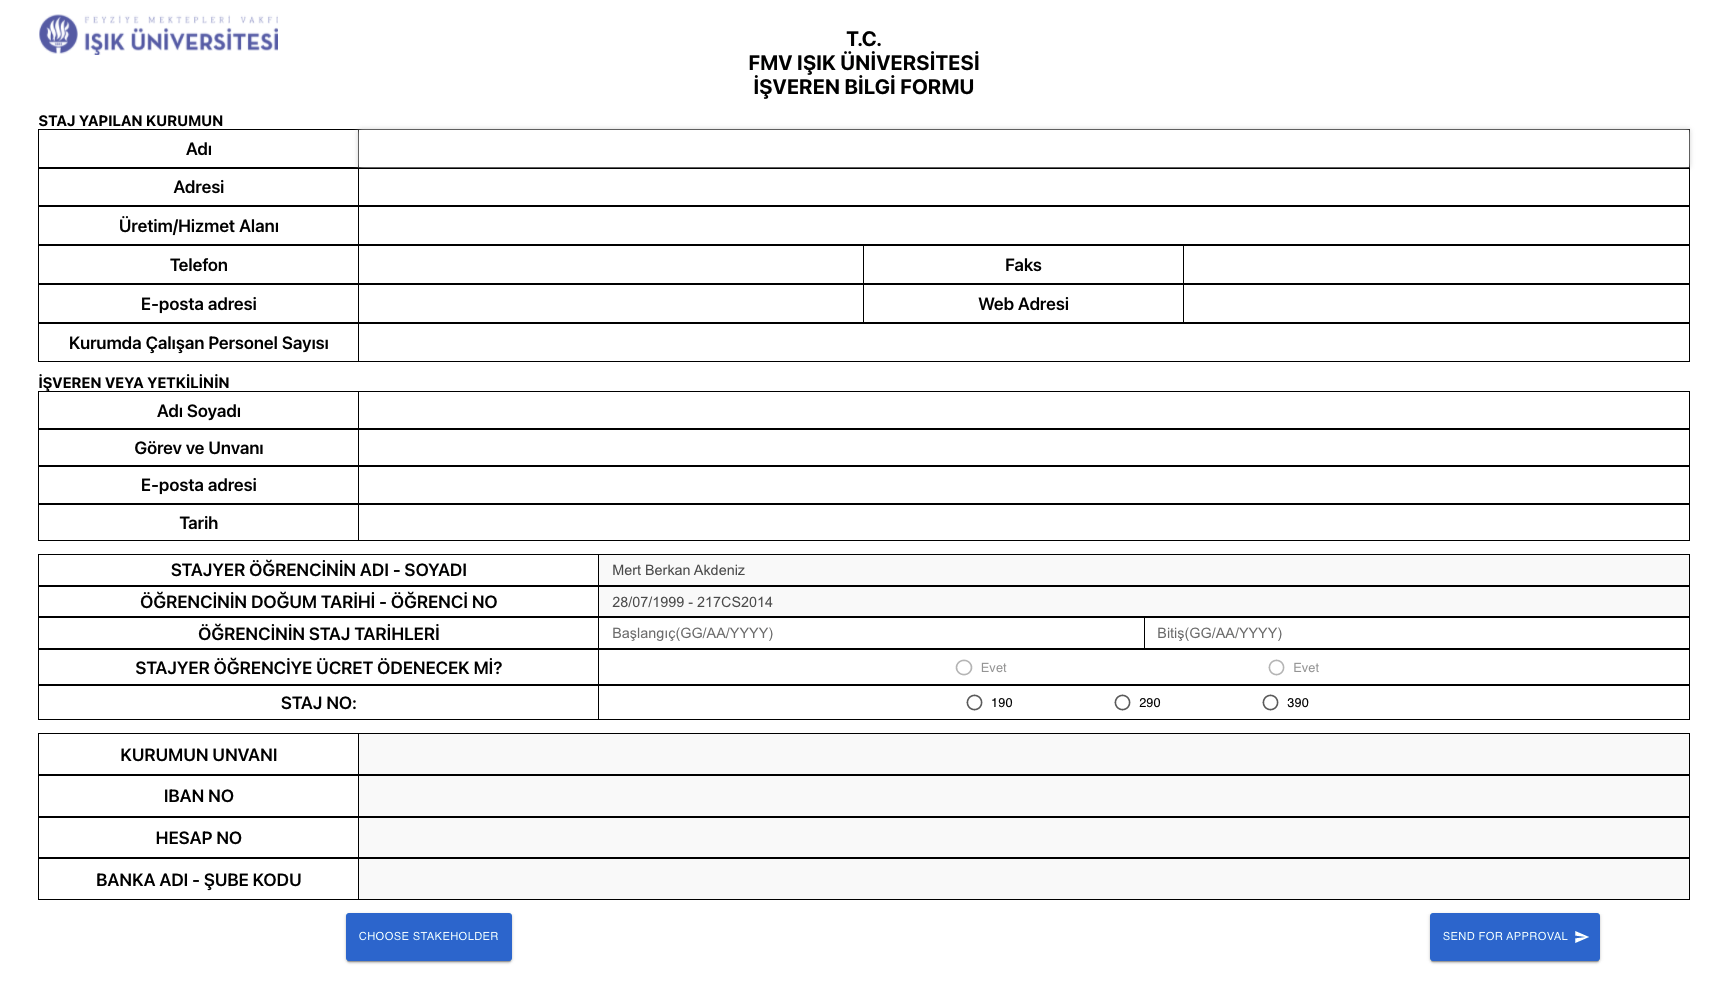 FEYZİYE MEKTEPLERİ VAKFI
IŞIK ÜNİVERSİTESİ
T.C.
FMV IŞIK ÜNİVERSİTESİ
İŞVEREN BİLGİ FORMU
STAJ YAPILAN KURUMUN
Adı
Adresi
Üretim/Hizmet Alanı
Telefon Faks
E-posta adresi Web Adresi
Kurumda Çalışan Personel Sayısı
İŞVEREN VEYA YETKİLİNİN
Adı Soyadı
Görev ve Unvanı
E-posta adresi
Tarih
STAJYER ÖĞRENCİNİN ADI - SOYADI Mert Berkan Akdeniz
ÖĞRENCİNİN DOĞUM TARİHİ - ÖĞRENCİ NO 28/07/1999 - 217CS2014
ÖĞRENCİNİN STAJ TARİHLERİ Başlangıç(GG/AA/YYYY) Bitiş(GG/AA/YYYY)
STAJYER ÖĞRENCİYE ÜCRET ÖDENECEK Mİ? Evet Evet
STAJ NO: 190 290 390
KURUMUN UNVANI
IBAN NO
HESAP NO
BANKA ADI - ŞUBE KODU
CHOOSE STAKEHOLDER SEND FOR APPROVAL